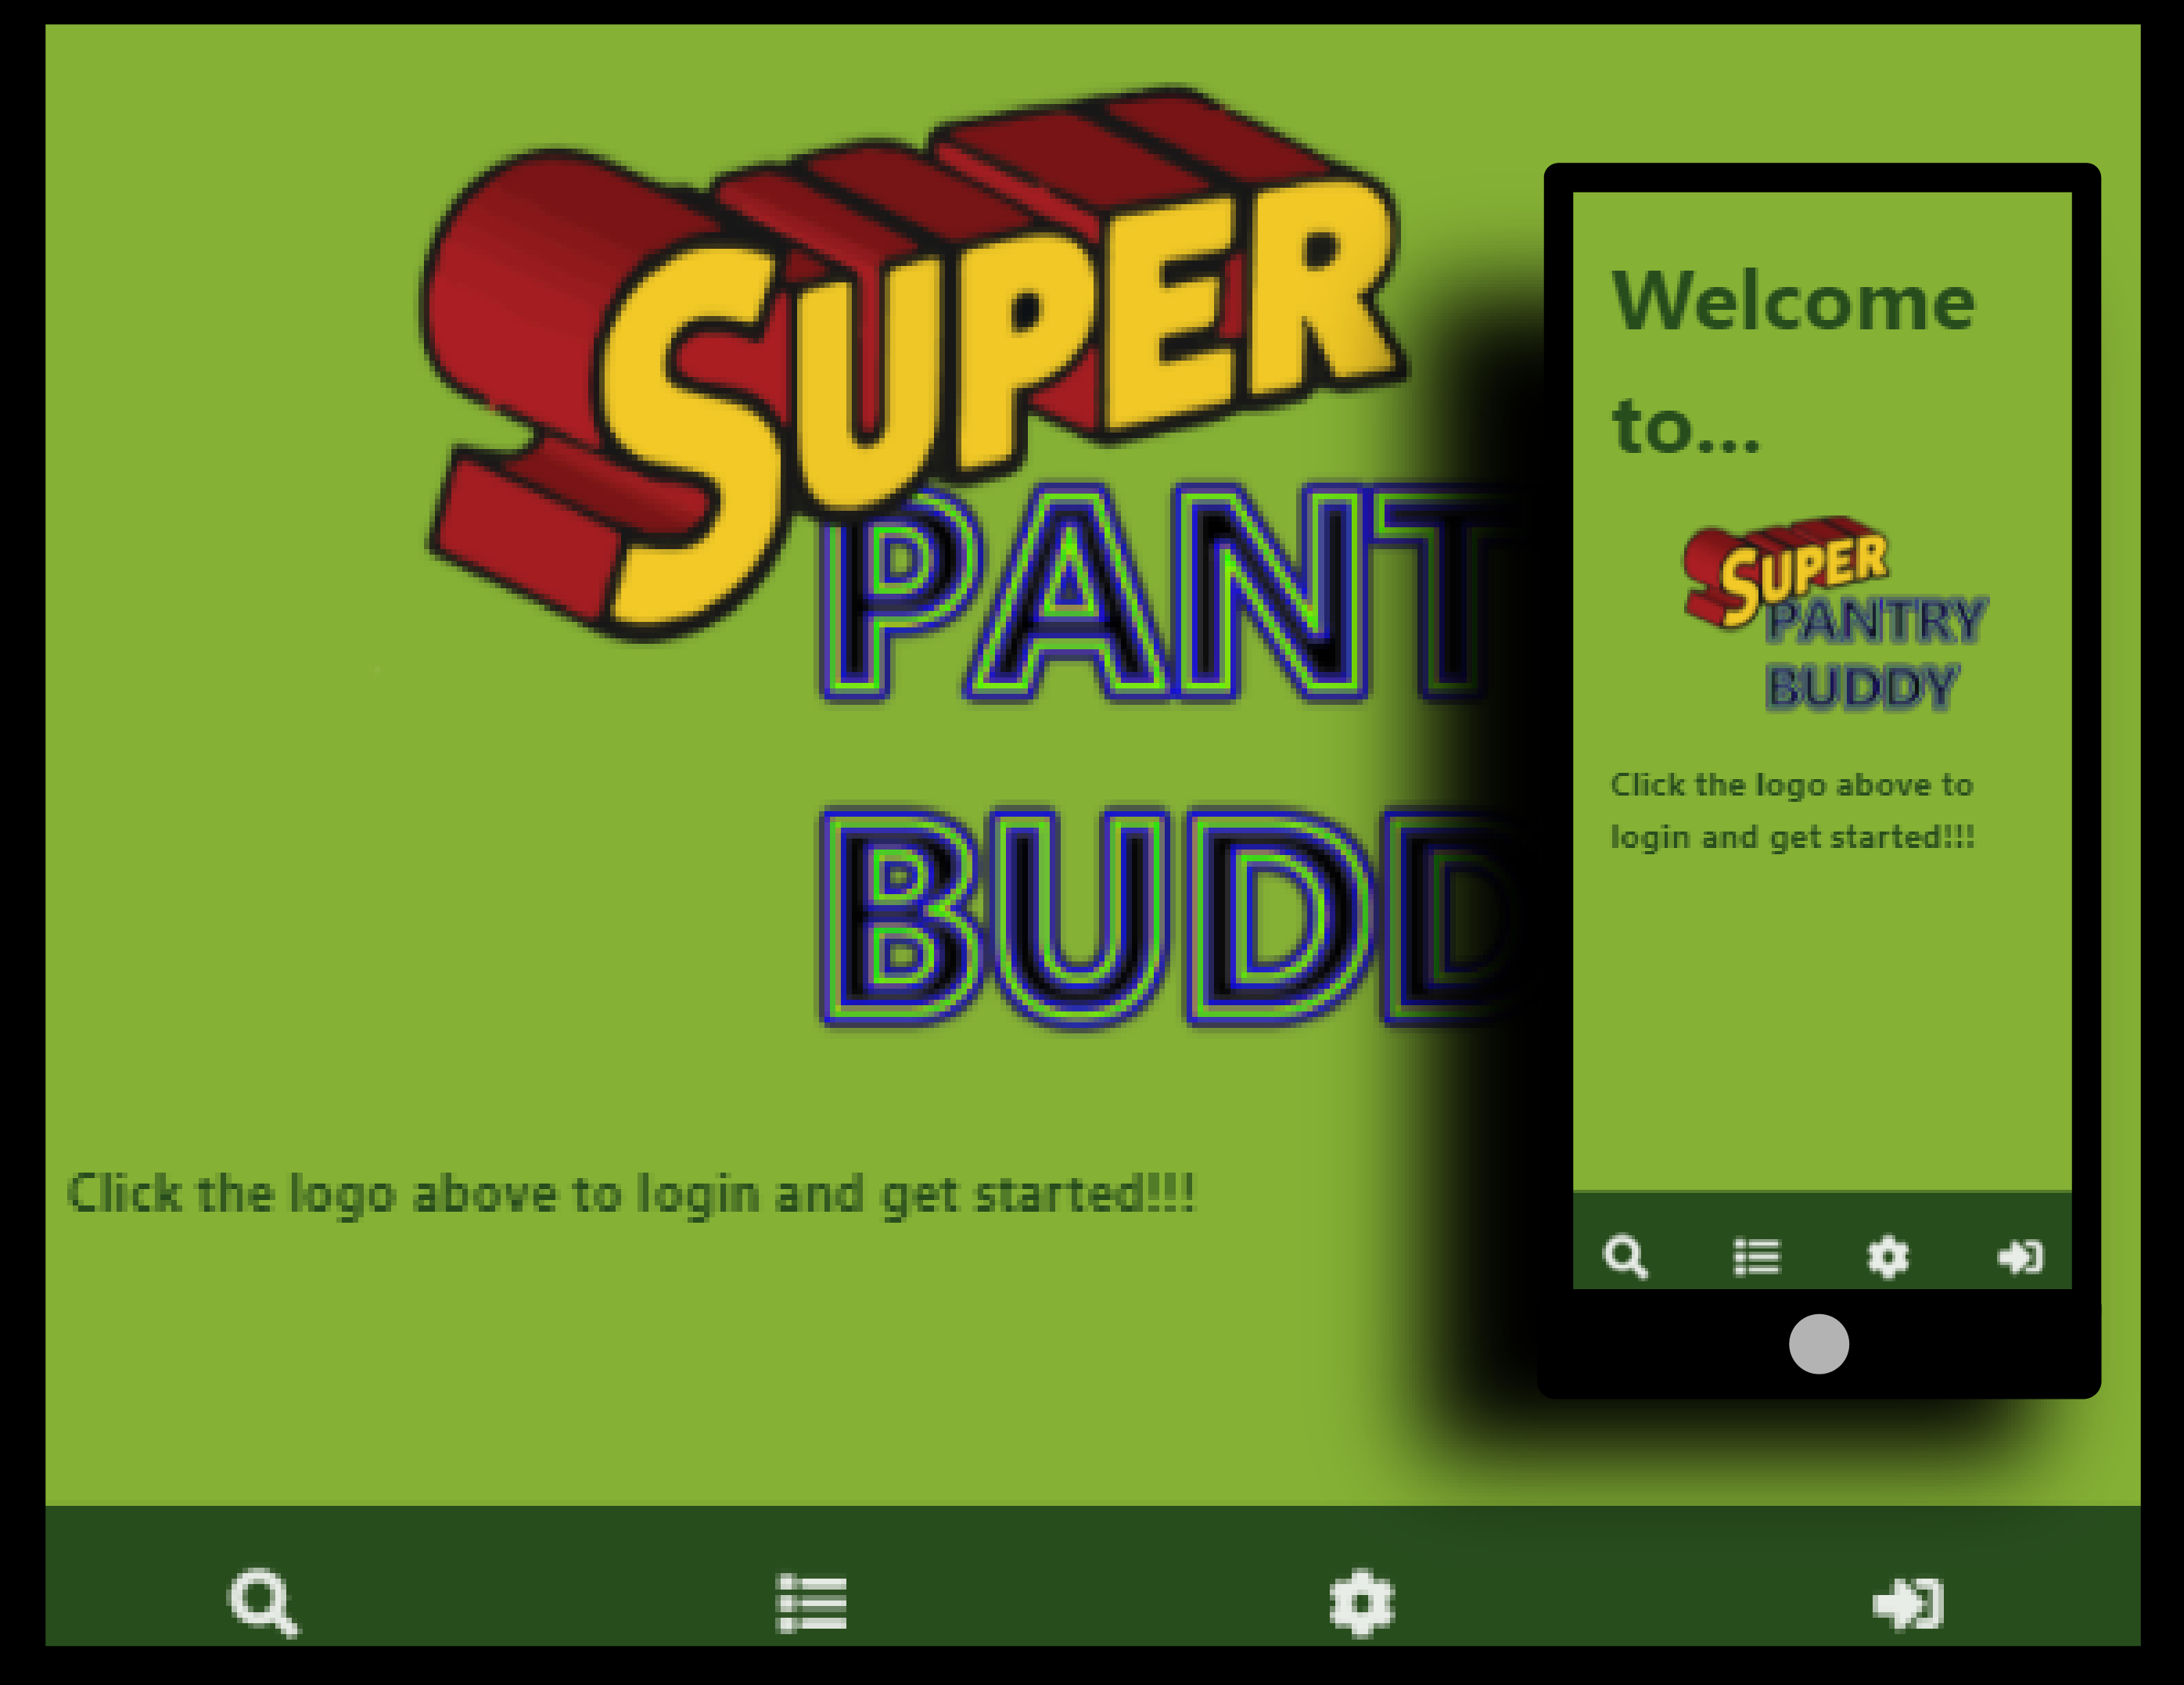 SUPER
PANT
BUDD
Click the logo above to login and get started!!!
Welcome
to...
SUPER
PANTRY
BUDDY
Click the logo above to
login and get started!!!